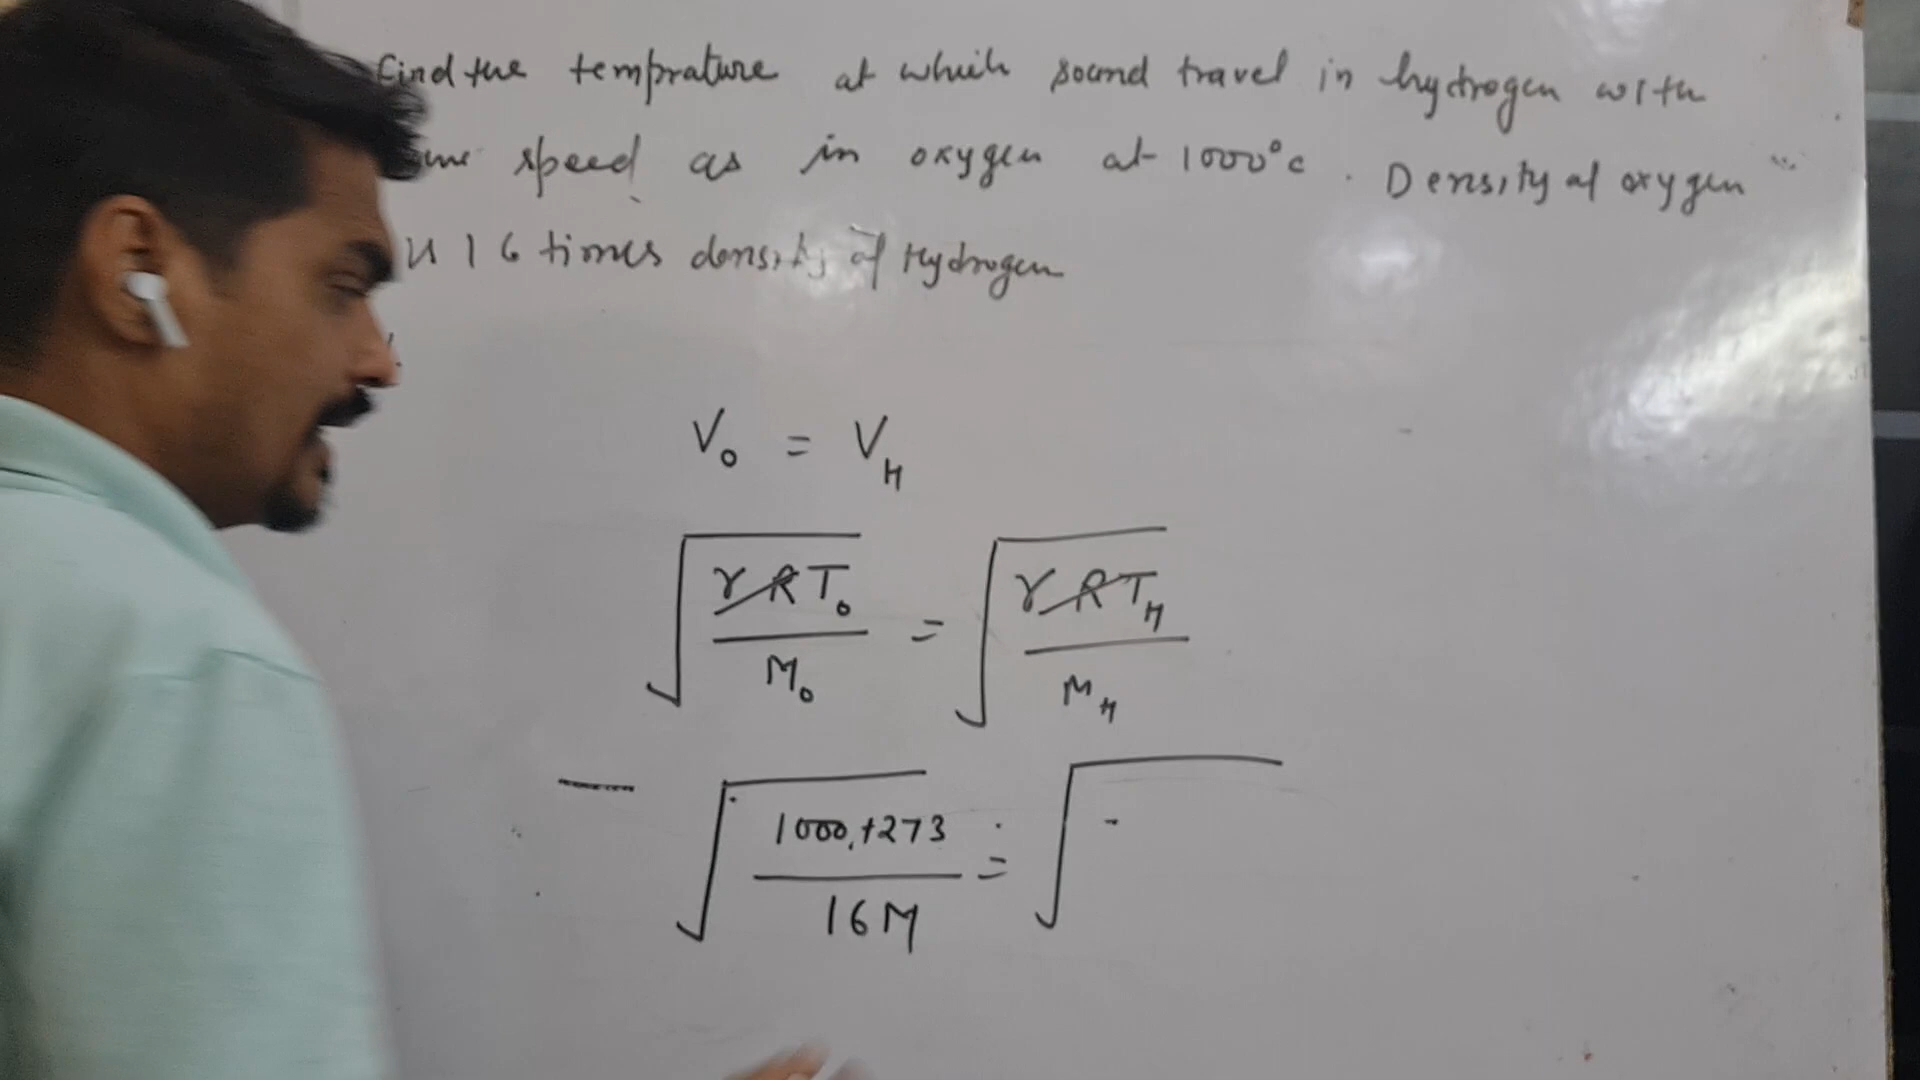 find the temprature at which sound travel in hydrogen with
speed as in oxygen at 1000°c . Density of oxygen
16 times density of Hydrogen
V₀ = V_H
√(γRT₀/M₀) = √(γRT_H/M_H)
√(1000+273/16M) = √